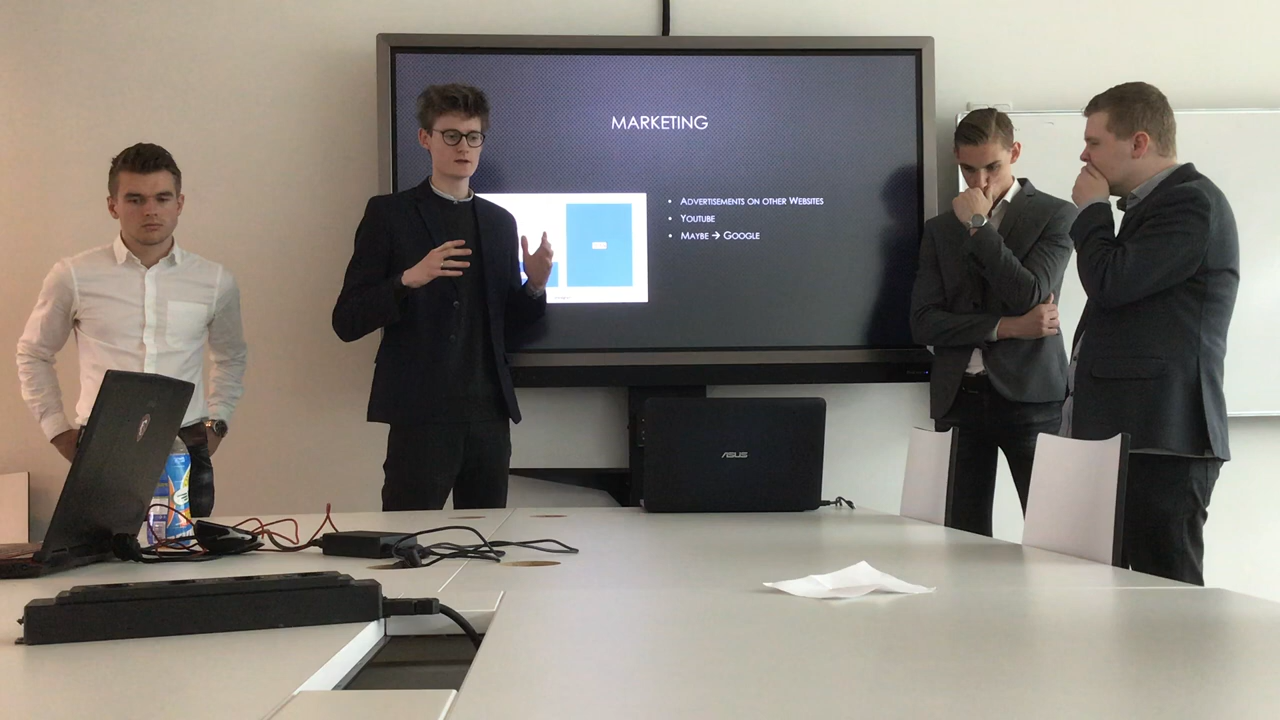 MARKETING
• Advertisements on other Websites
• Youtube
• Maybe → Google
ASUS